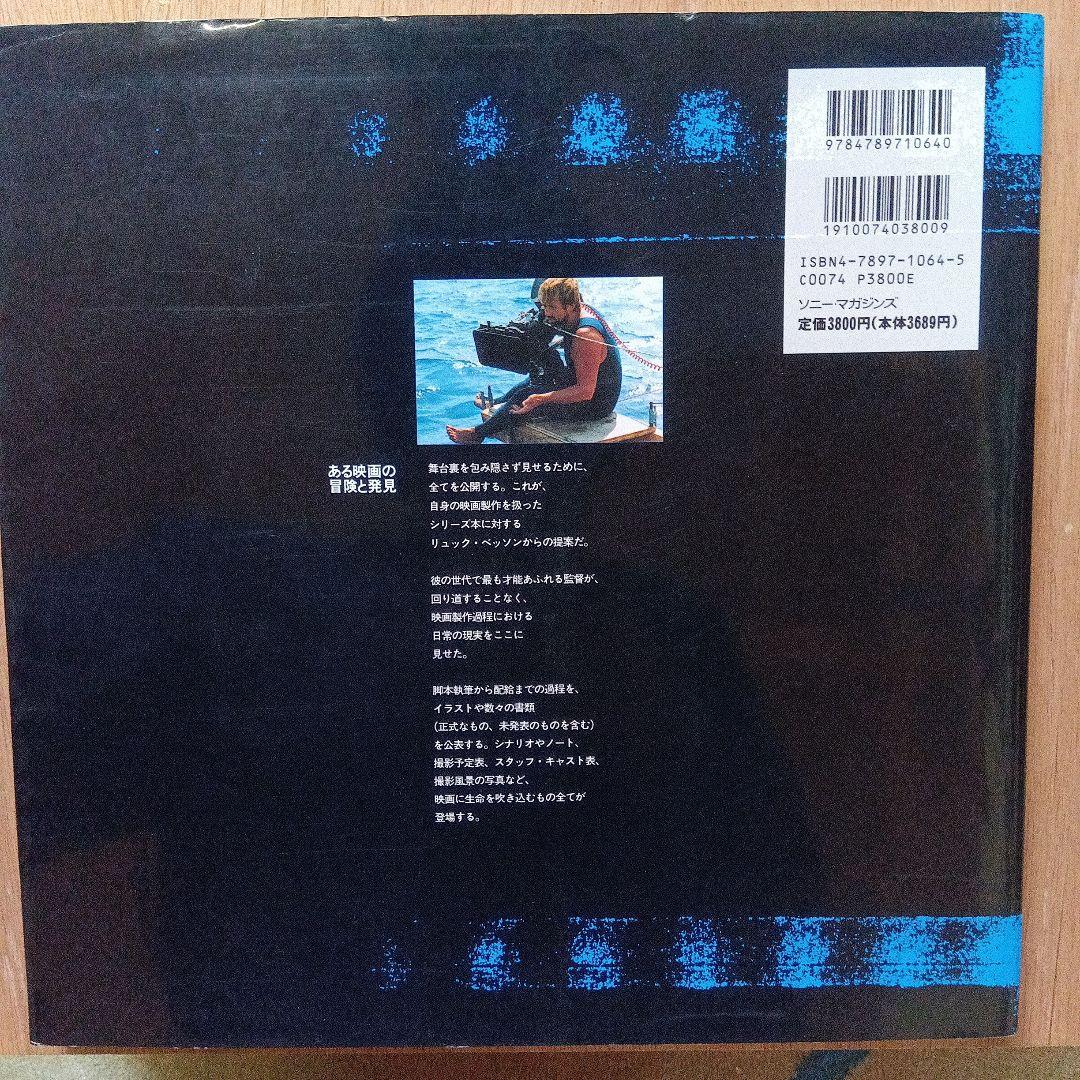 9784789710640
1910074038009
ISBN4-7897-1064-5
C0074 P3800E
ソニー・マガジンズ
定価3800円(本体3689円)
ある映画の
冒険と発見
舞台裏を包み隠さず見せるために、
全てを公開する。これが、
自身の映画製作を扱った
シリーズ本に対する
リュック・ベッソンからの提案だ。
彼の世代で最も才能あふれる監督が、
回り道することなく、
映画製作過程における
日常の現実をここに
見せた。
脚本執筆から配給までの過程を、
イラストや数々の書類
(正式なもの、未発表のものを含む)
を公表する。シナリオやノート、
撮影予定表、スタッフ・キャスト表、
撮影風景の写真など、
映画に生命を吹き込むもの全てが
登場する。